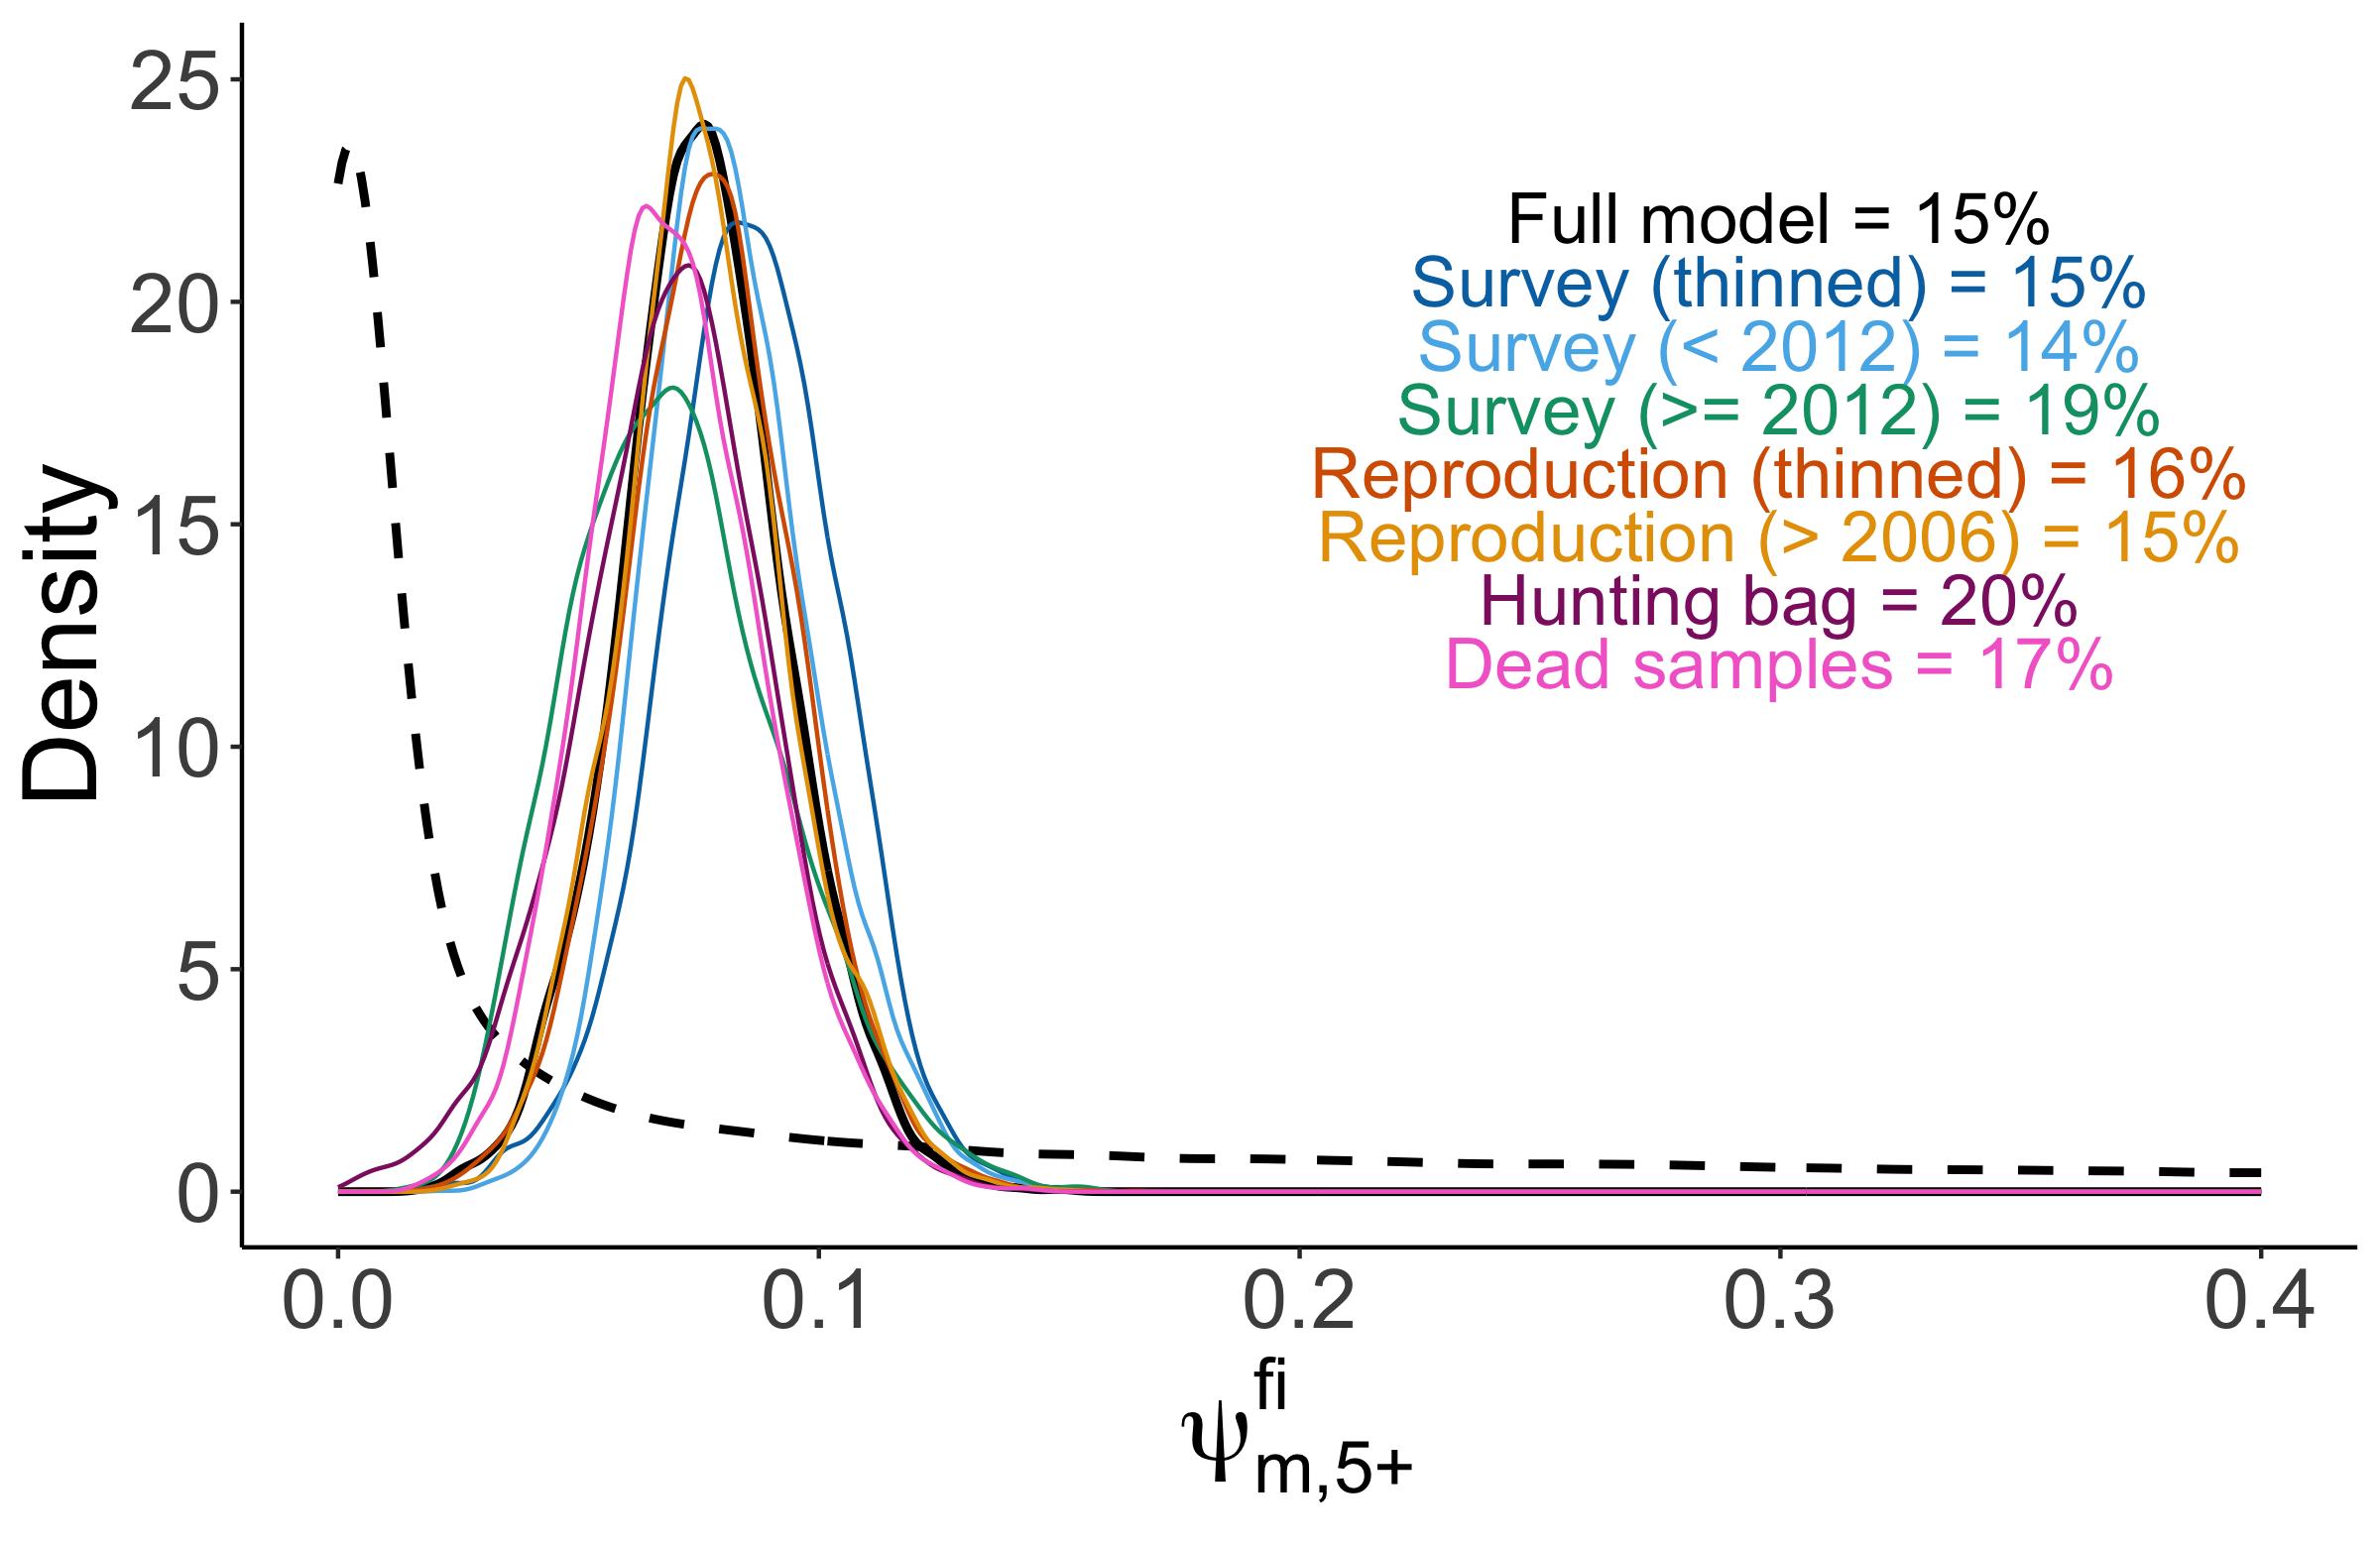 25
20
15
10
5
0
Density
Full model = 15%
Survey (thinned) = 15%
Survey (< 2012) = 14%
Survey (>= 2012) = 19%
Reproduction (thinned) = 16%
Reproduction (> 2006) = 15%
Hunting bag = 20%
Dead samples = 17%
0.0 0.1 0.2 0.3 0.4
ψ fi m,5+